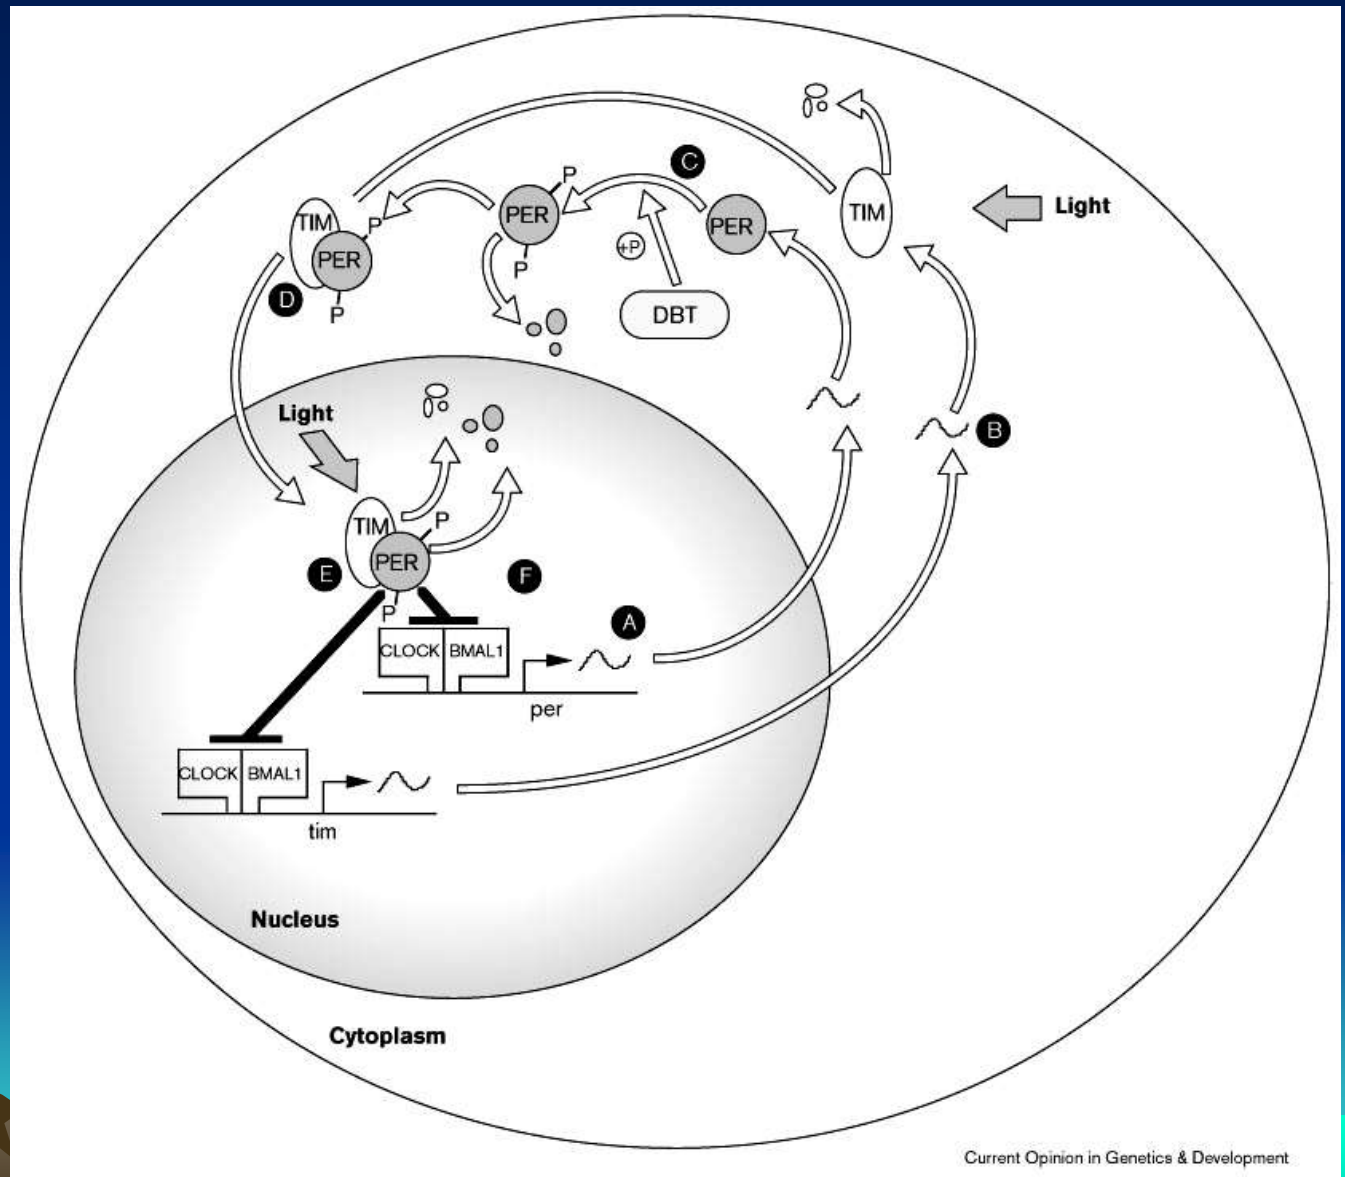 C
P
TIM
Light
PER
PER
TIM
P
PER
+P
P
D
P
DBT
Light
B
TIM
P
PER
E
F
P
A
CLOCK BMAL1
per
CLOCK BMAL1
tim
Nucleus
Cytoplasm
Current Opinion in Genetics & Development